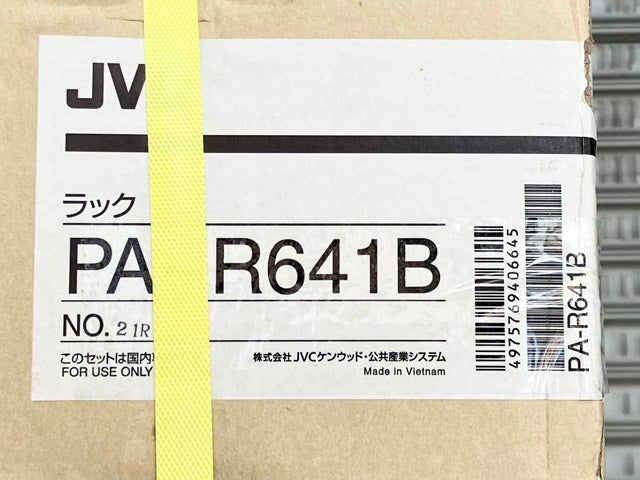 JV
ラック
PA-R641B
NO. 21R
このセットは国内
FOR USE ONLY
株式会社 JVCケンウッド・公共産業システム
Made in Vietnam
4975769406645
PA-R641B